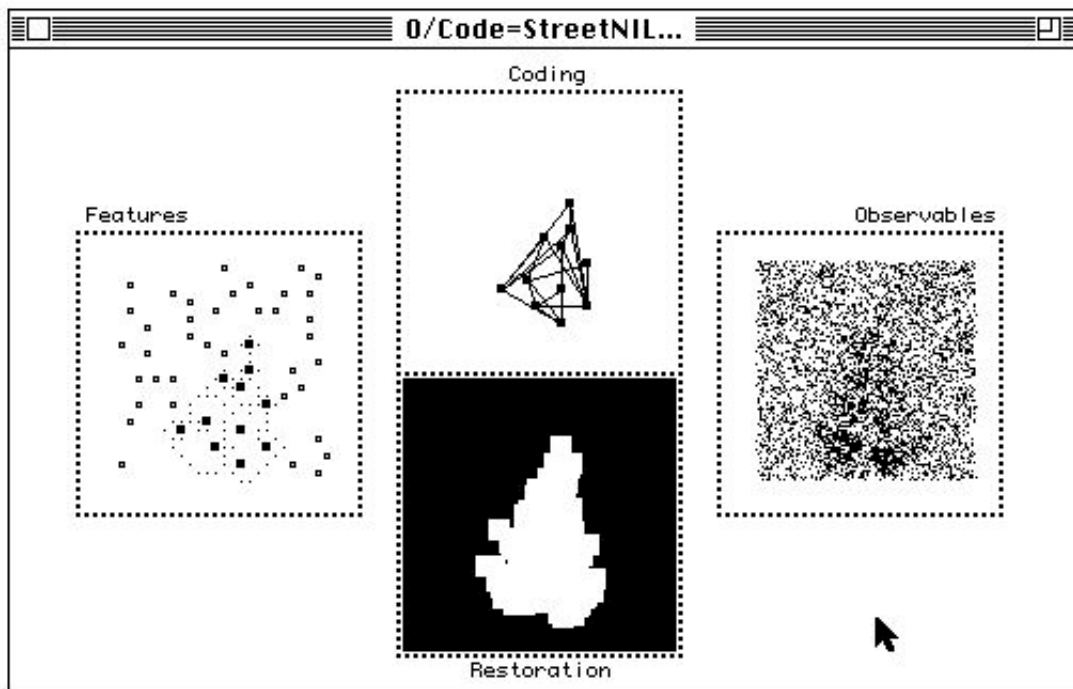 0/Code=StreetNIL...
Coding
Features
Observables
Restoration